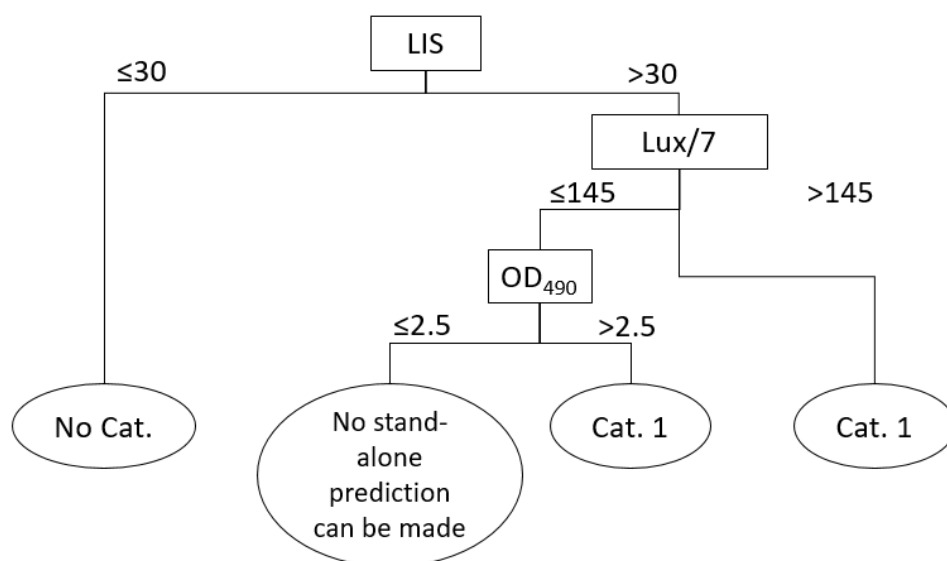 LIS
≤30
>30
Lux/7
≤145
>145
OD₄₉₀
≤2.5
>2.5
No Cat.
No stand-
alone
prediction
can be made
Cat. 1
Cat. 1